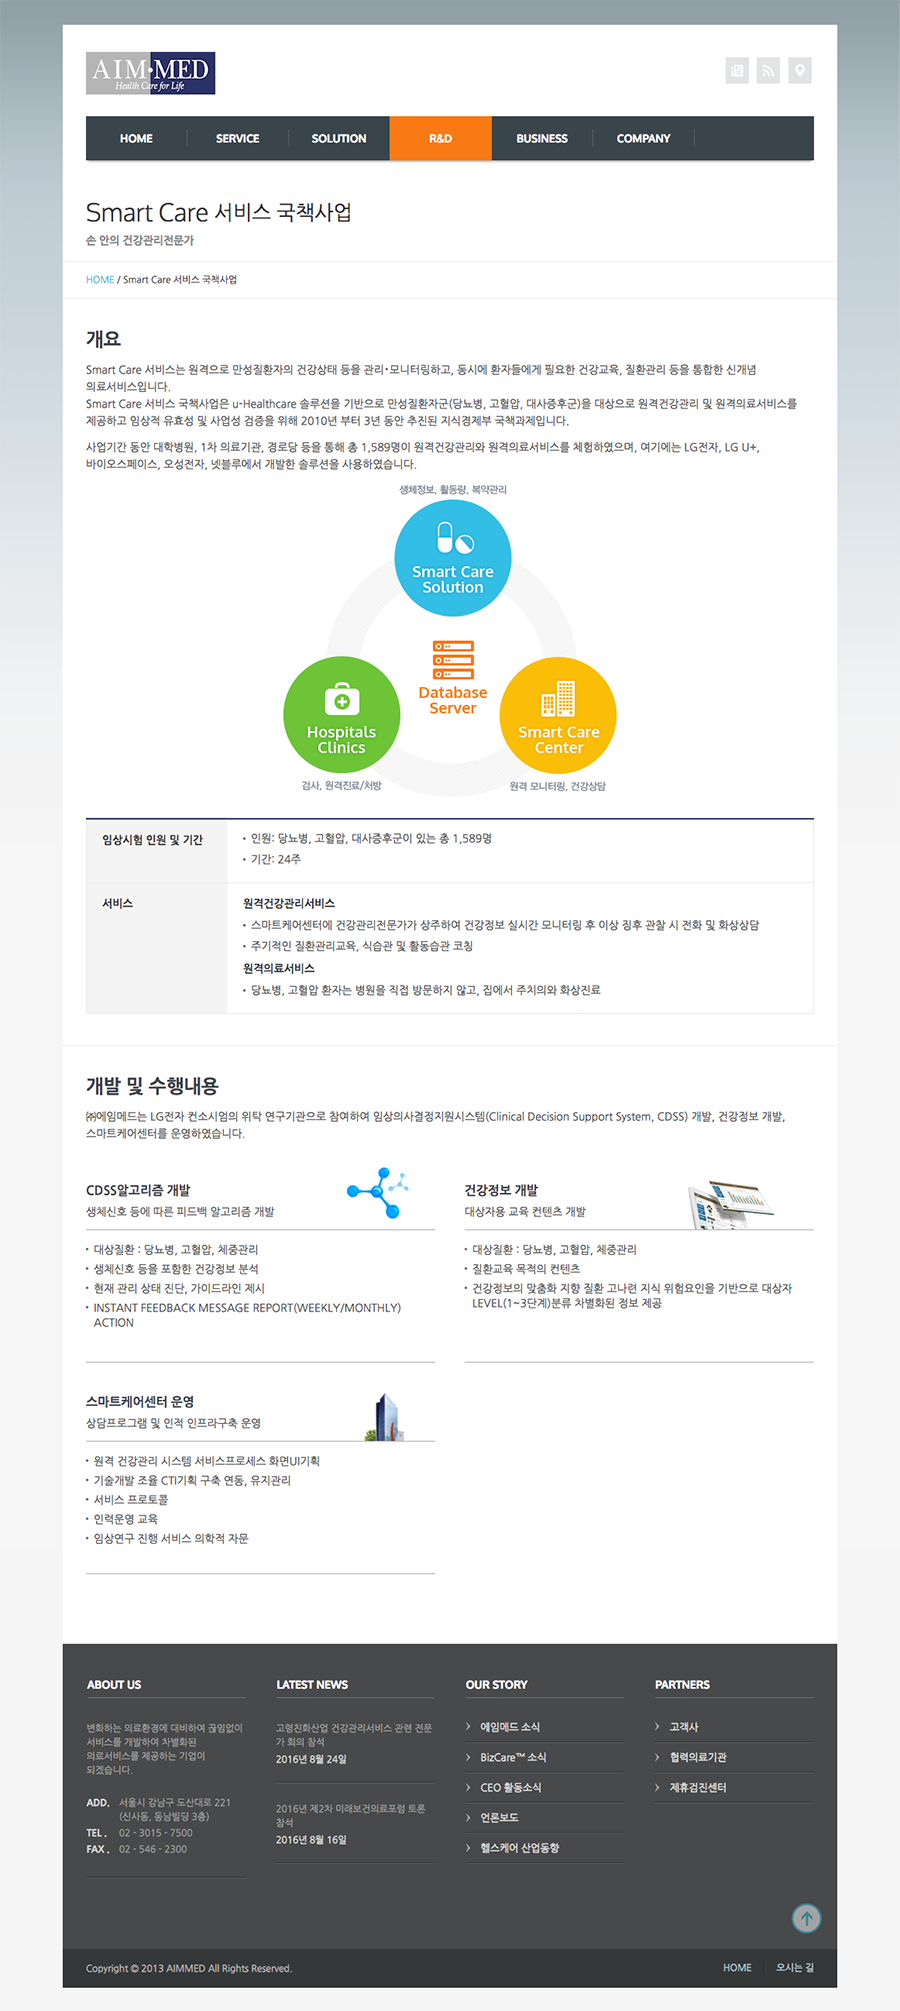 AIM·MED
Health Care for Life
HOME
SERVICE
SOLUTION
R&D
BUSINESS
COMPANY
Smart Care 서비스 국책사업
손 안의 건강관리전문가
HOME / Smart Care 서비스 국책사업
개요
Smart Care 서비스는 원격으로 만성질환자의 건강상태 등을 관리·모니터링하고, 동시에 환자들에게 필요한 건강교육, 질환관리 등을 통합한 신개념
의료서비스입니다.
Smart Care 서비스 국책사업은 u-Healthcare 솔루션을 기반으로 만성질환자군(당뇨병, 고혈압, 대사증후군)을 대상으로 원격건강관리 및 원격의료서비스를
제공하고 임상적 유효성 및 사업성 검증을 위해 2010년 부터 3년 동안 추진된 지식경제부 국책과제입니다.
사업기간 동안 대학병원, 1차 의료기관, 경로당 등을 통해 총 1,589명이 원격건강관리와 원격의료서비스를 체험하였으며, 여기에는 LG전자, LG U+,
바이오스페이스, 오성전자, 넷블루에서 개발한 솔루션을 사용하였습니다.
생체정보, 활동량, 복약관리
Smart Care
Solution
Database
Server
Hospitals
Clinics
Smart Care
Center
검사, 원격진료/처방
원격 모니터링, 건강상담
임상시험 인원 및 기간
• 인원: 당뇨병, 고혈압, 대사증후군이 있는 총 1,589명
• 기간: 24주
서비스
원격건강관리서비스
• 스마트케어센터에 건강관리전문가가 상주하여 건강정보 실시간 모니터링 후 이상 징후 관찰 시 전화 및 화상상담
• 주기적인 질환관리교육, 식습관 및 활동습관 코칭
원격의료서비스
• 당뇨병, 고혈압 환자는 병원을 직접 방문하지 않고, 집에서 주치의와 화상진료
개발 및 수행내용
㈜에임메드는 LG전자 컨소시엄의 위탁 연구기관으로 참여하여 임상의사결정지원시스템(Clinical Decision Support System, CDSS) 개발, 건강정보 개발,
스마트케어센터를 운영하였습니다.
CDSS알고리즘 개발
생체신호 등에 따른 피드백 알고리즘 개발
• 대상질환 : 당뇨병, 고혈압, 체중관리
• 생체신호 등을 포함한 건강정보 분석
• 현재 관리 상태 진단, 가이드라인 제시
• INSTANT FEEDBACK MESSAGE REPORT(WEEKLY/MONTHLY)
ACTION
건강정보 개발
대상자용 교육 컨텐츠 개발
• 대상질환 : 당뇨병, 고혈압, 체중관리
• 질환교육 목적의 컨텐츠
• 건강정보의 맞춤화 지향 질환 고나련 지식 위험요인을 기반으로 대상자
LEVEL(1~3단계)분류 차별화된 정보 제공
스마트케어센터 운영
상담프로그램 및 인적 인프라구축 운영
• 원격 건강관리 시스템 서비스프로세스 화면UI기획
• 기술개발 조율 CTI기획 구축 연동, 유지관리
• 서비스 프로토콜
• 인력운영 교육
• 임상연구 진행 서비스 의학적 자문
ABOUT US
변화하는 의료환경에 대비하여 끊임없이
서비스를 개발하여 차별화된
의료서비스를 제공하는 기업이
되겠습니다.
ADD. 서울시 강남구 도산대로 221
(신사동, 동남빌딩 3층)
TEL . 02 - 3015 - 7500
FAX . 02 - 546 - 2300
LATEST NEWS
고령친화산업 건강관리서비스 관련 전문
가 회의 참석
2016년 8월 24일
2016년 제2차 미래보건의료포럼 토론
참석
2016년 8월 16일
OUR STORY
에임메드 소식
BizCare™ 소식
CEO 활동소식
언론보도
헬스케어 산업동향
PARTNERS
고객사
협력의료기관
제휴검진센터
Copyright © 2013 AIMMED All Rights Reserved.
HOME
오시는 길